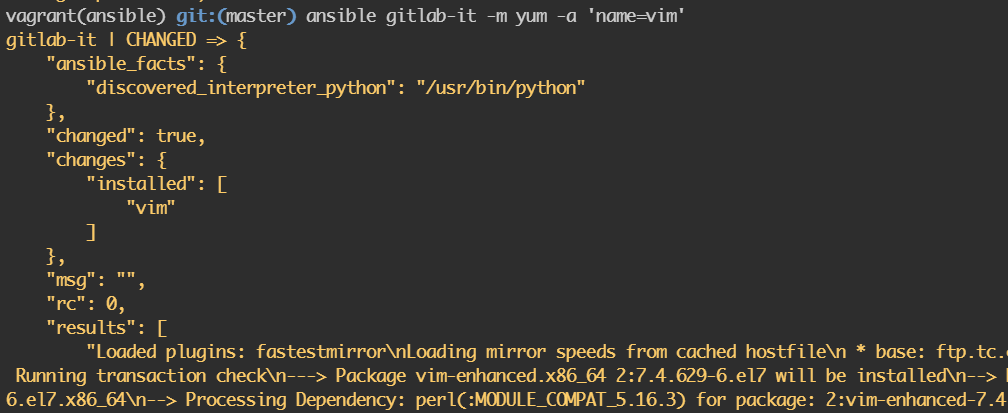 vagrant(ansible) git:(master) ansible gitlab-it -m yum -a 'name=vim'
gitlab-it | CHANGED => {
    "ansible_facts": {
        "discovered_interpreter_python": "/usr/bin/python"
    },
    "changed": true,
    "changes": {
        "installed": [
            "vim"
        ]
    },
    "msg": "",
    "rc": 0,
    "results": [
        "Loaded plugins: fastestmirror\nLoading mirror speeds from cached hostfile\n * base: ftp.tc.
 Running transaction check\n---> Package vim-enhanced.x86_64 2:7.4.629-6.el7 will be installed\n-->
6.el7.x86_64\n--> Processing Dependency: perl(:MODULE_COMPAT_5.16.3) for package: 2:vim-enhanced-7.4